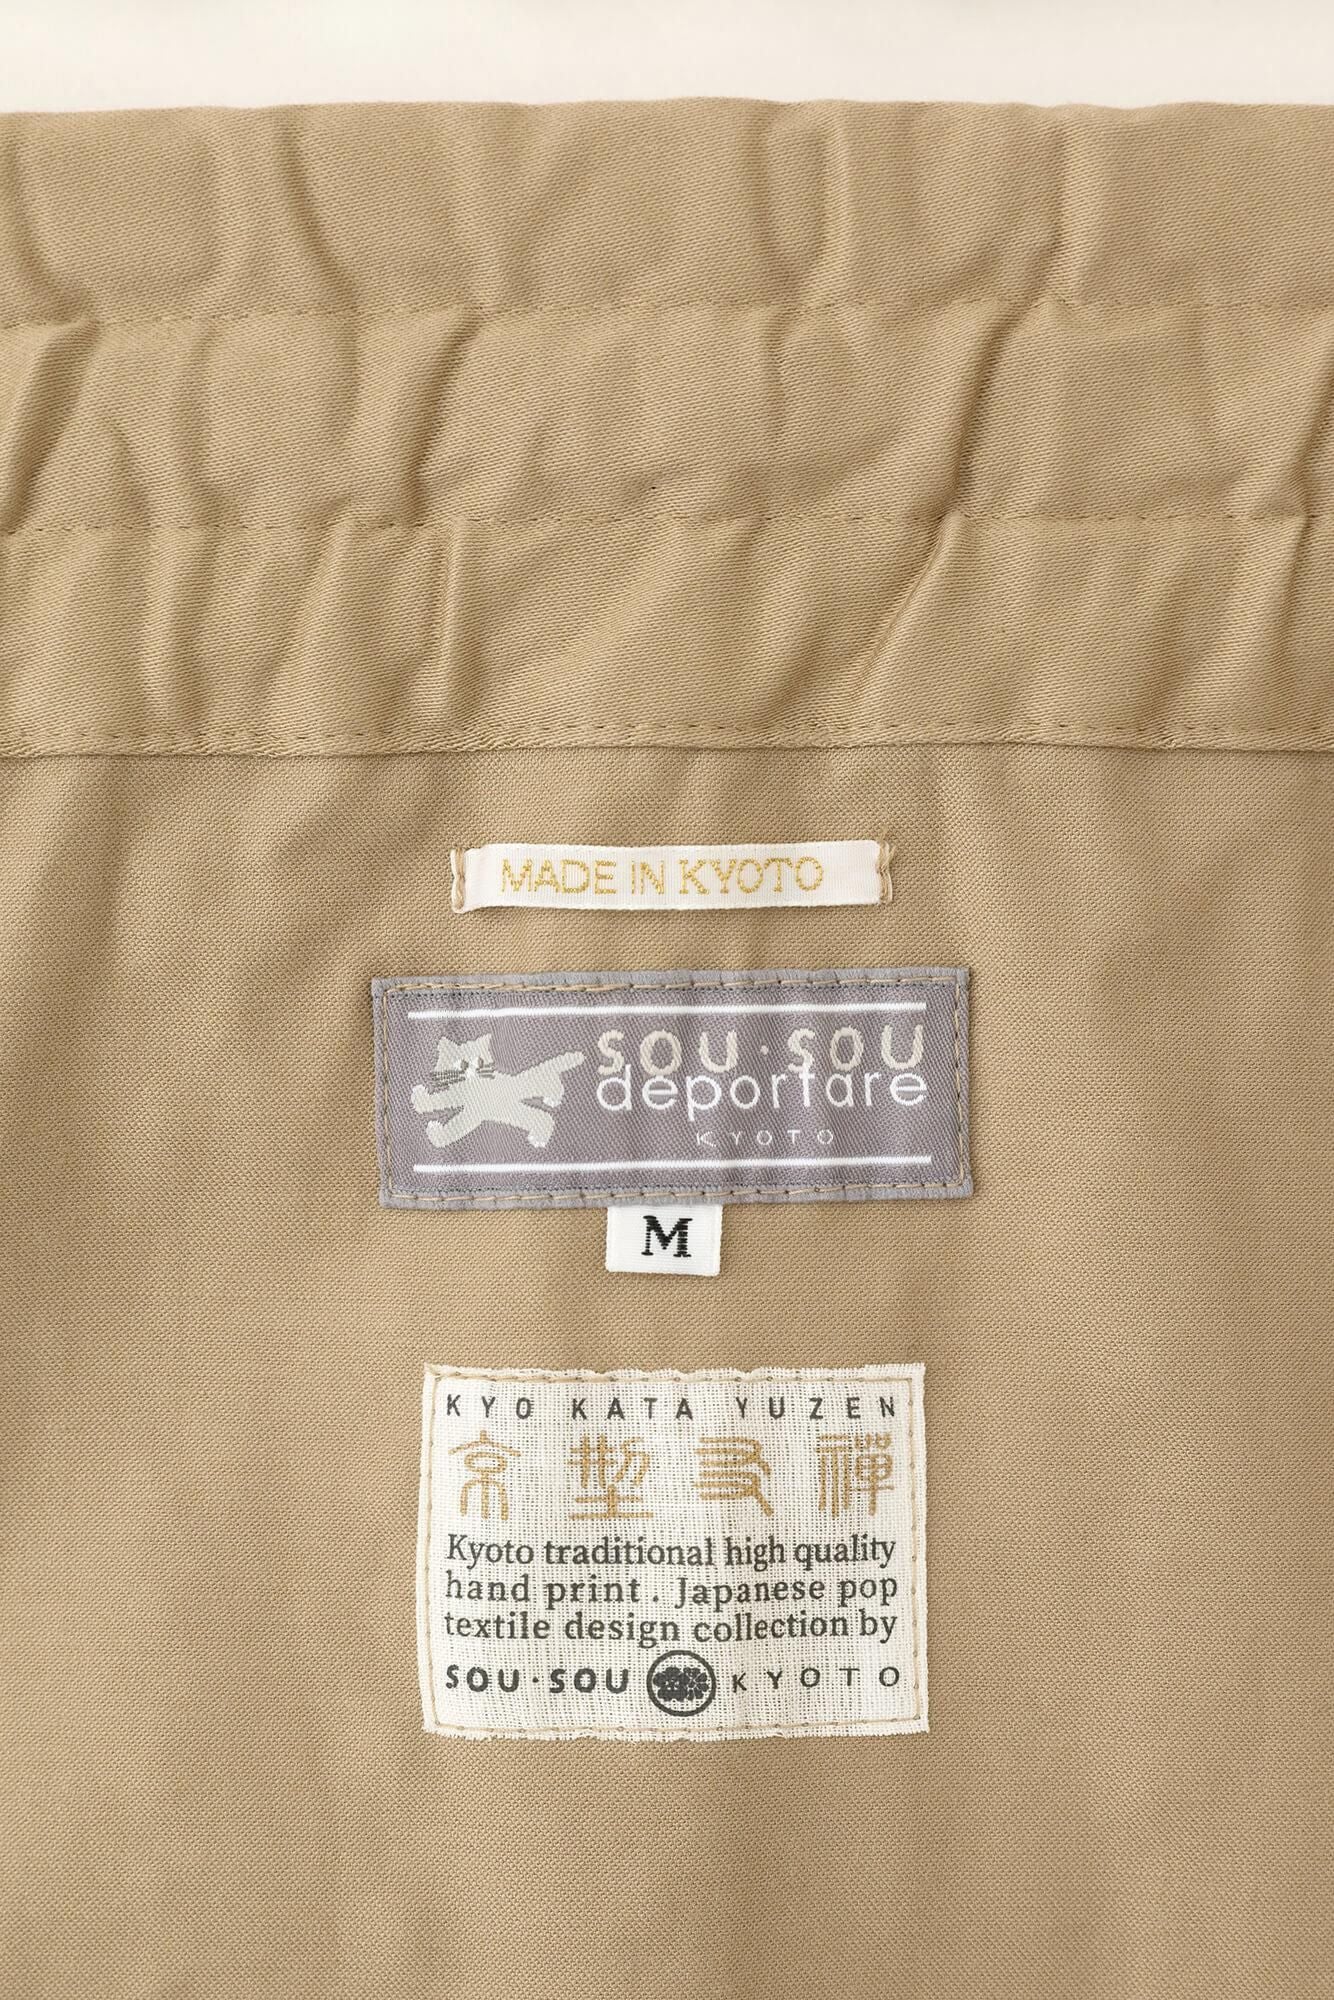 MADE IN KYOTO
SOU・SOU
deportare
KYOTO
M
KYO KATA YUZEN
京型友禅
Kyoto traditional high quality
hand print . Japanese pop
textile design collection by
SOU・SOU KYOTO